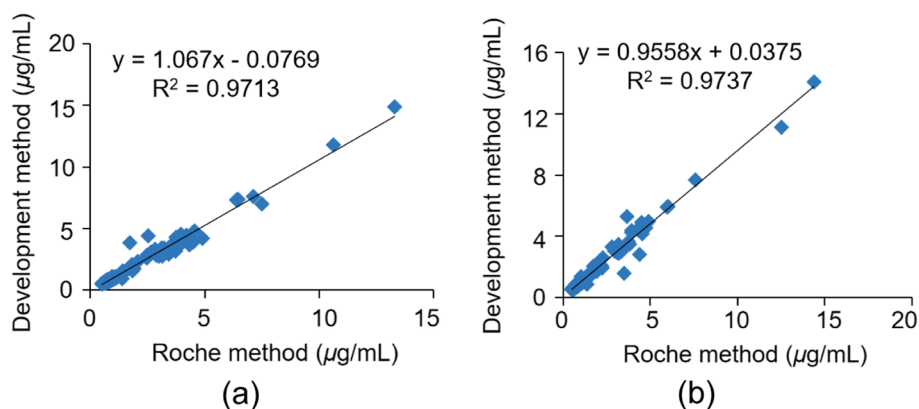 y = 1.067x - 0.0769
R² = 0.9713
Development method (µg/mL)
20
15
10
5
0
0 5 10 15
Roche method (µg/mL)
(a)
y = 0.9558x + 0.0375
R² = 0.9737
Development method (µg/mL)
16
12
8
4
0
0 5 10 15 20
Roche method (µg/mL)
(b)